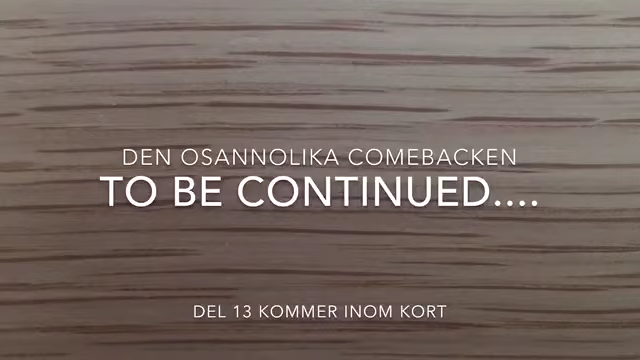 DEN OSANNOLIKA COMEBACKEN
TO BE CONTINUED....
DEL 13 KOMMER INOM KORT